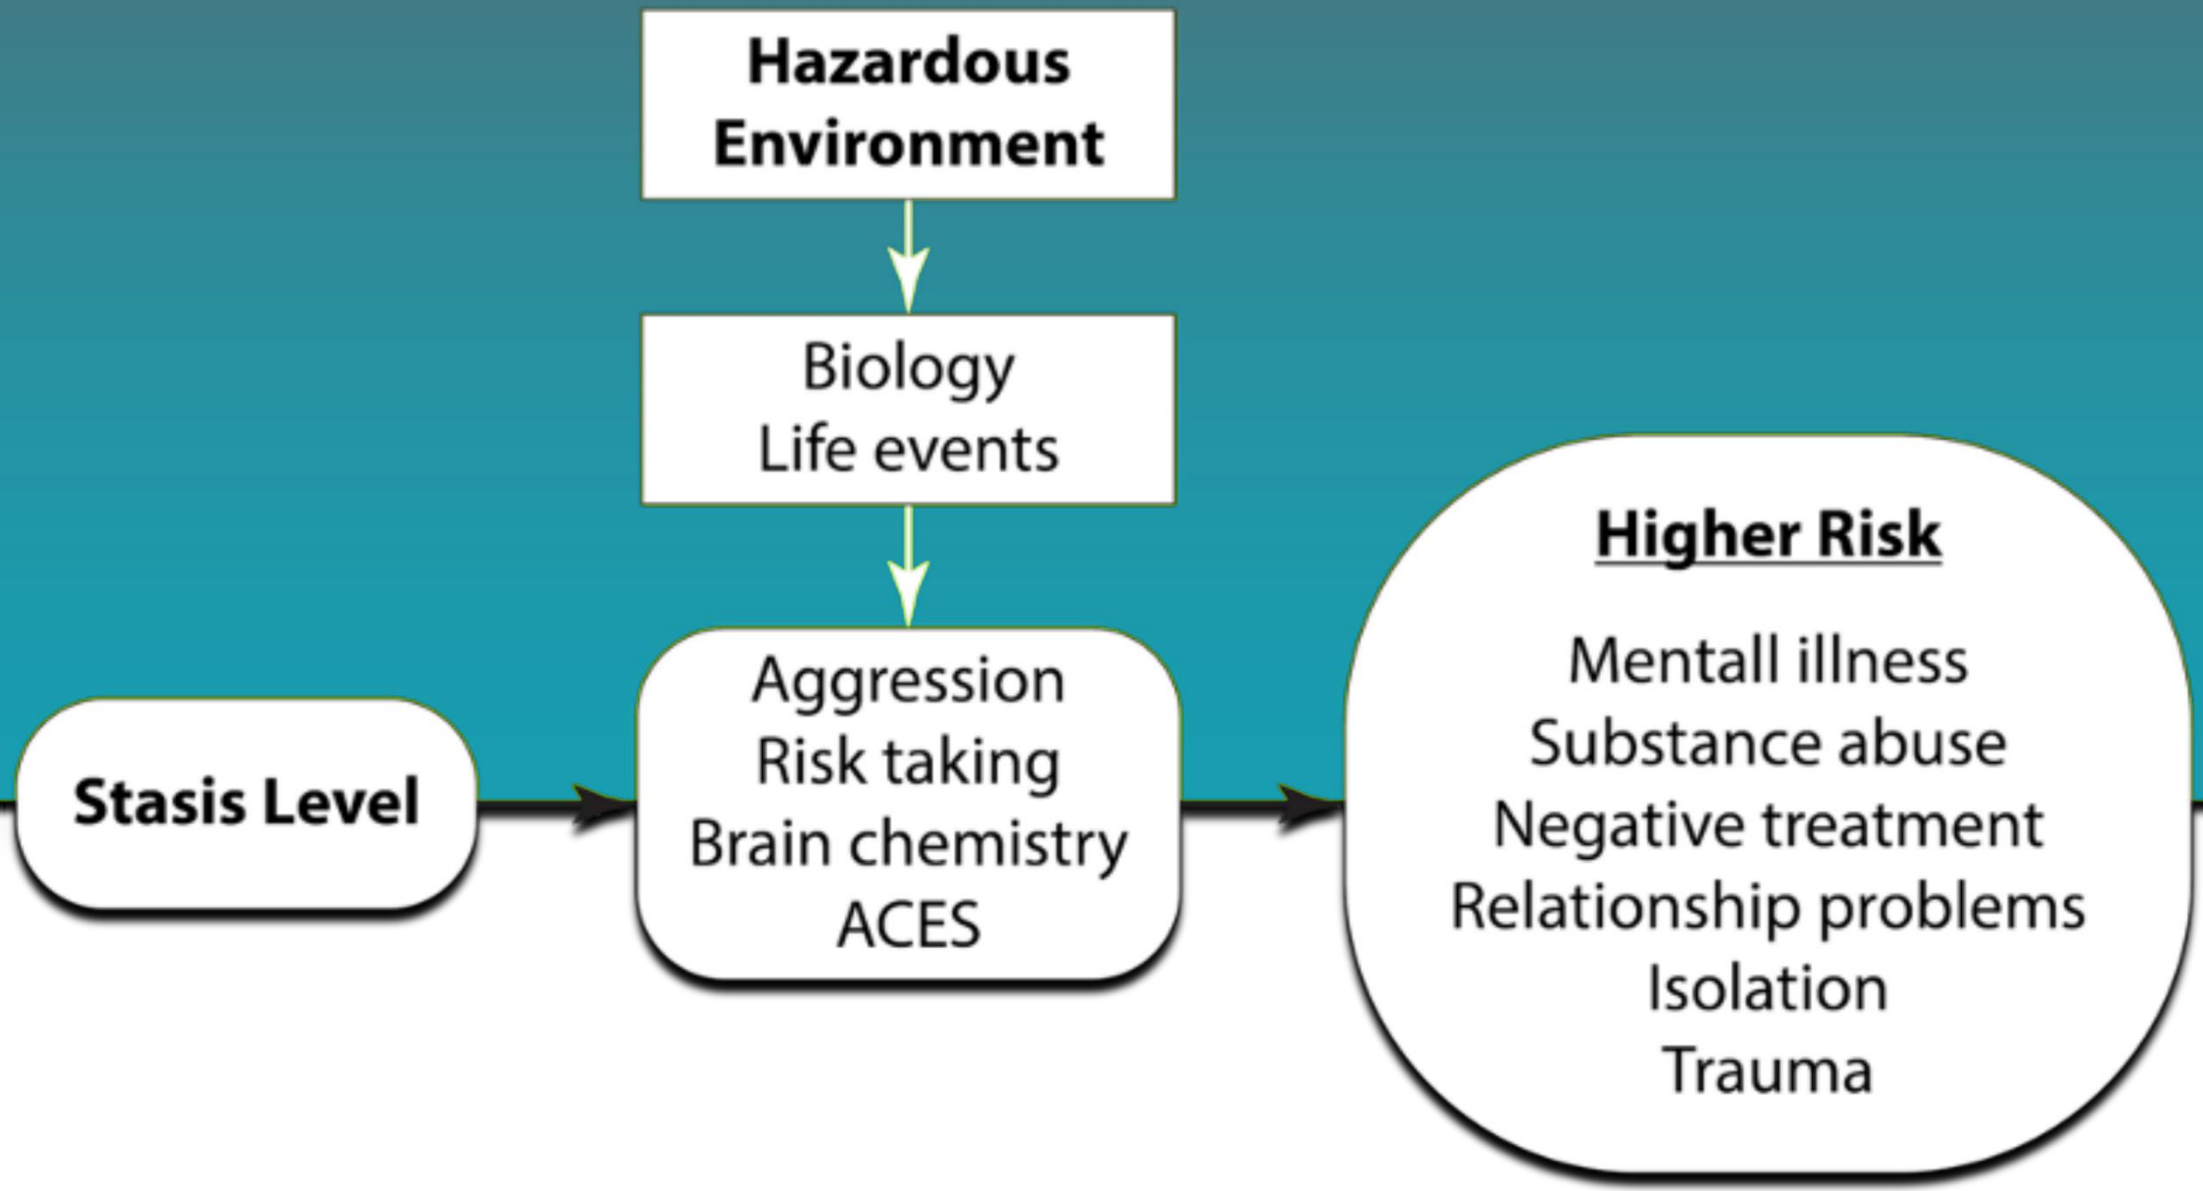 Hazardous
Environment
Biology
Life events
Stasis Level
Aggression
Risk taking
Brain chemistry
ACES
Higher Risk
Mentall illness
Substance abuse
Negative treatment
Relationship problems
Isolation
Trauma